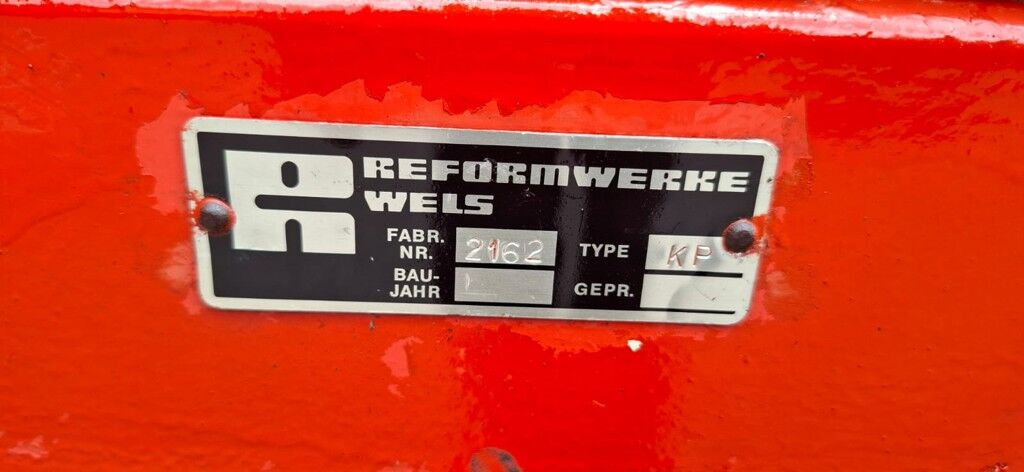 R REFORMWERKE
WELS
FABR.
NR. 2162 TYPE KP
BAU-
JAHR GEPR.